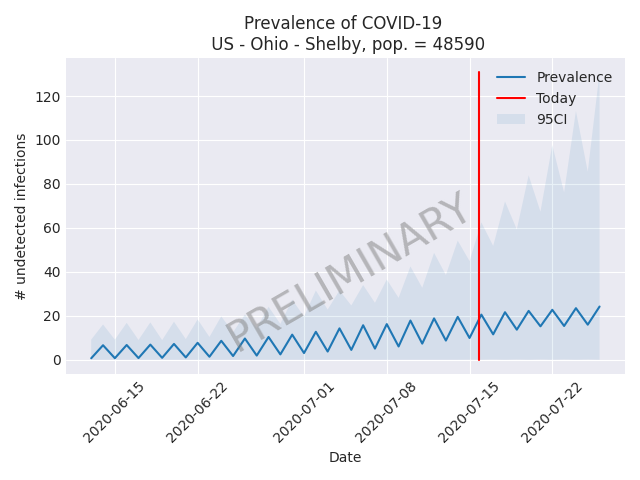 Prevalence of COVID-19
US - Ohio - Shelby, pop. = 48590
# undetected infections
120
100
80
60
40
20
0
Prevalence
Today
95CI
PRELIMINARY
2020-06-15
2020-06-22
2020-07-01
2020-07-08
2020-07-15
2020-07-22
Date